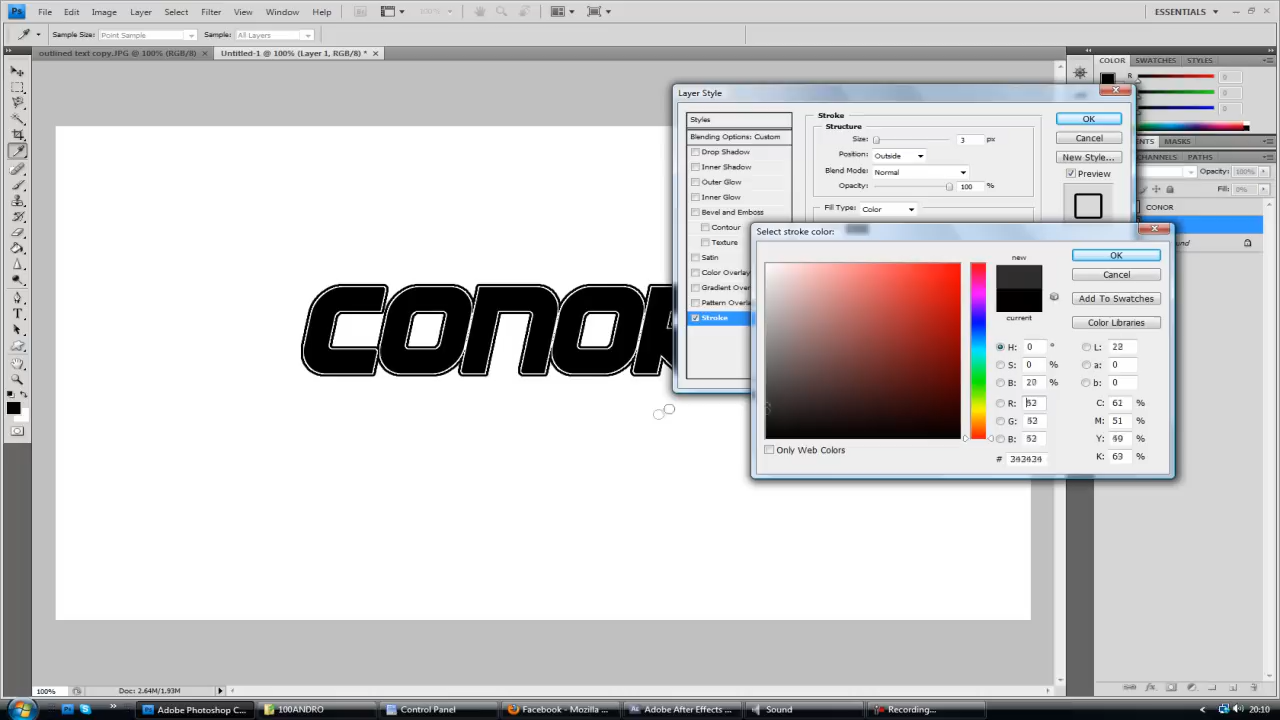 Ps File Edit Image Layer Select Filter View Window Help 100% ESSENTIALS
Sample Size: Point Sample Sample: All Layers
outlined text copy.JPG @ 100% (RGB/8) × Untitled-1 @ 100% (Layer 1, RGB/8) * ×
COLOR SWATCHES STYLES
R 0
0
0
MASKS
CHANNELS PATHS
Opacity: 100%
Fill: 0%
CONOR
Layer Style
Styles
Blending Options: Custom
Drop Shadow
Inner Shadow
Outer Glow
Inner Glow
Bevel and Emboss
Contour
Texture
Satin
Color Overlay
Gradient Over
Pattern Overla
Stroke
Stroke
Structure
Size: 3 px
Position: Outside
Blend Mode: Normal
Opacity: 100 %
Fill Type: Color
OK
Cancel
New Style...
Preview
Select stroke color:
new
current
OK
Cancel
Add To Swatches
Color Libraries
H: 0 °
S: 0 %
B: 20 %
R: 52
G: 52
B: 52
# 343434
L: 22
a: 0
b: 0
C: 61 %
M: 51 %
Y: 49 %
K: 63 %
Only Web Colors
CONOR
100% Doc: 2.64M/1.93M
Adobe Photoshop C... 100ANDRO Control Panel Facebook - Mozilla ... Adobe After Effects ... Sound Recording... 20:10